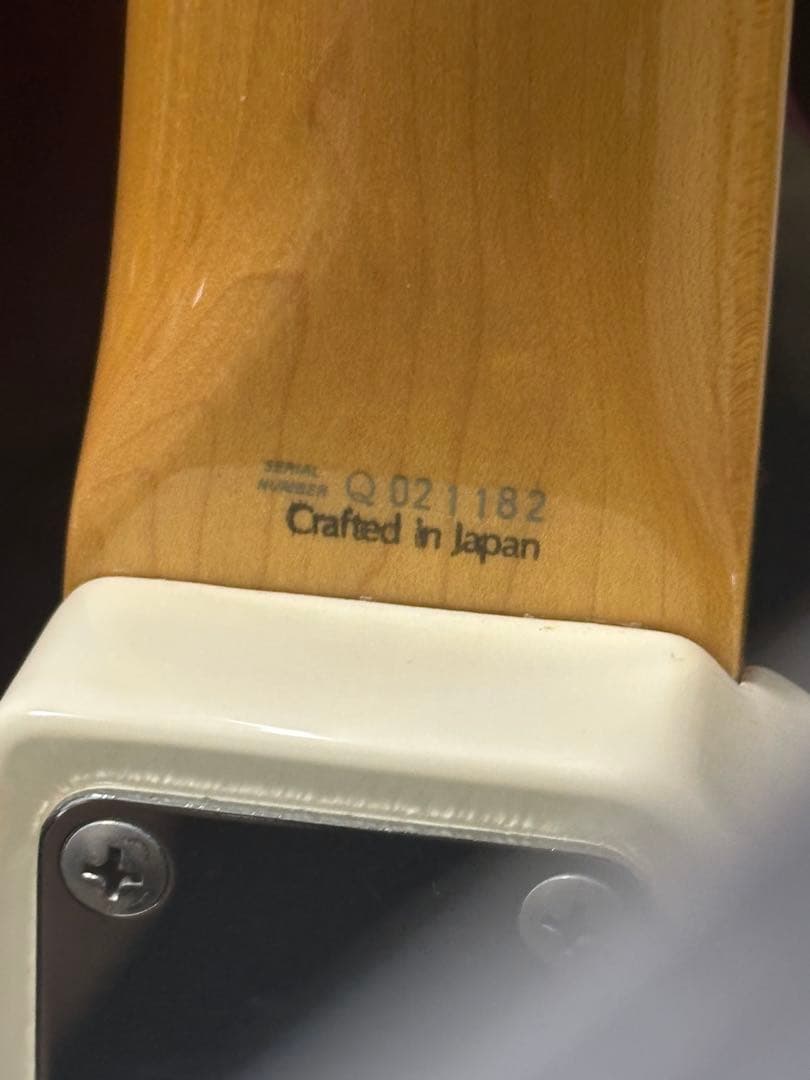 SERIAL
NUMBER Q021182
Crafted in Japan